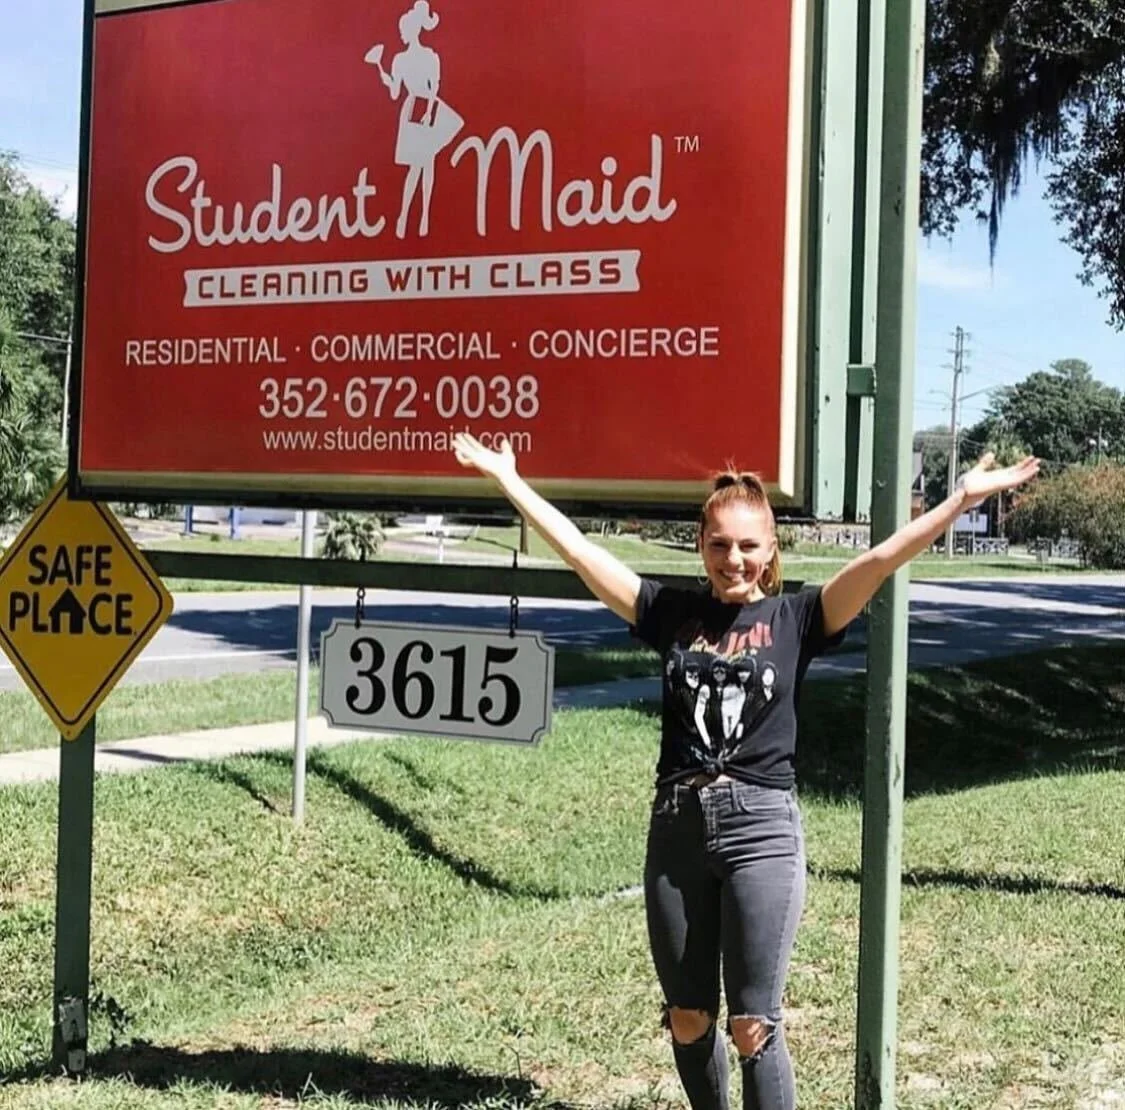 Student Maid™
CLEANING WITH CLASS
RESIDENTIAL · COMMERCIAL · CONCIERGE
352·672·0038
SAFE
PLACE
3615